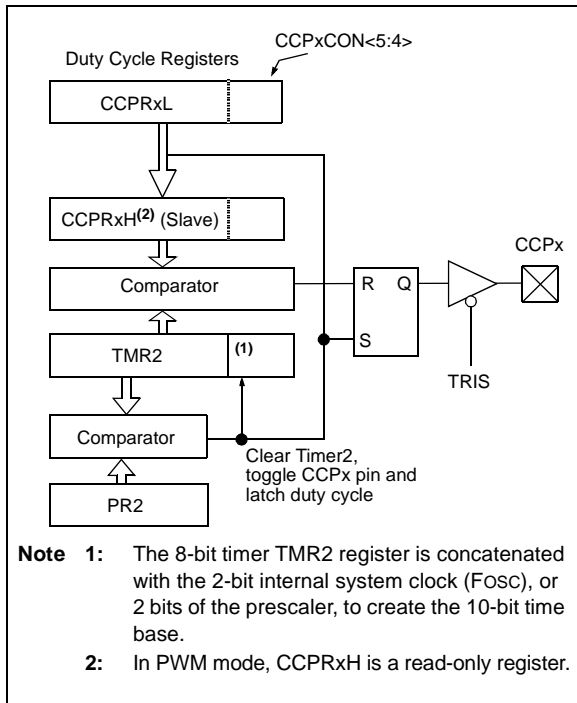 CCPxCON<5:4>
Duty Cycle Registers
CCPRxL
CCPRxH(2) (Slave)
CCPx
Comparator
R Q
TMR2 (1)
S
TRIS
Comparator
Clear Timer2,
toggle CCPx pin and
latch duty cycle
PR2
Note 1: The 8-bit timer TMR2 register is concatenated
with the 2-bit internal system clock (FOSC), or
2 bits of the prescaler, to create the 10-bit time
base.
2: In PWM mode, CCPRxH is a read-only register.